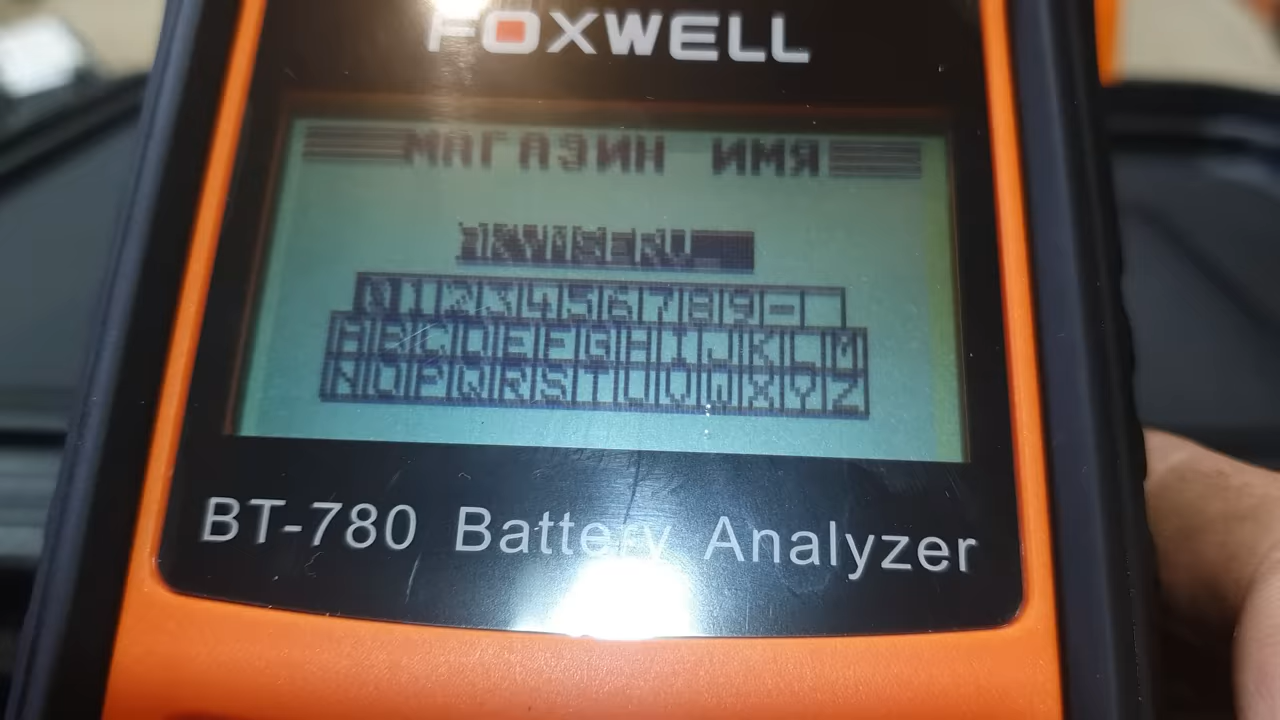 FOXWELL
МАГАЗИН ИМЯ
0123456789-
ABCDEFGHIJKLM
NOPQRSTUVWXYZ
BT-780 Battery Analyzer